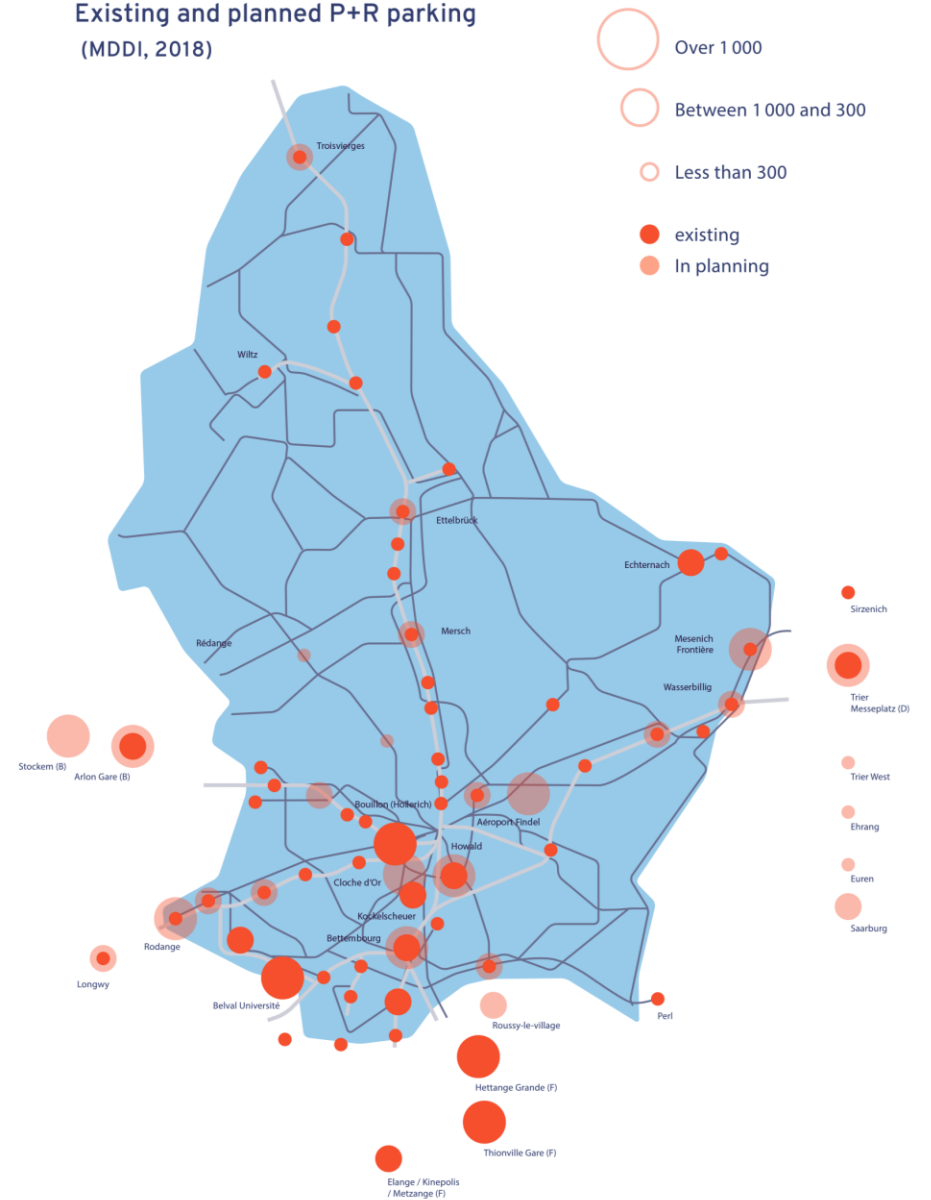 Existing and planned P+R parking
(MDDI, 2018)
Over 1 000
Between 1 000 and 300
Less than 300
existing
In planning
Troisvierges
Wiltz
Ettelbrück
Echternach
Sirzenich
Mersch
Rédange
Mesenich
Frontière
Wasserbillig
Trier
Messeplatz (D)
Stockem (B)
Arlon Gare (B)
Trier West
Bouillon (Hollerich)
Aéroport Findel
Ehrang
Howald
Cloche d'Or
Euren
Kockelscheuer
Saarburg
Bettembourg
Rodange
Longwy
Belval Université
Perl
Roussy-le-village
Hettange Grande (F)
Thionville Gare (F)
Elange / Kinepolis
/ Metzange (F)